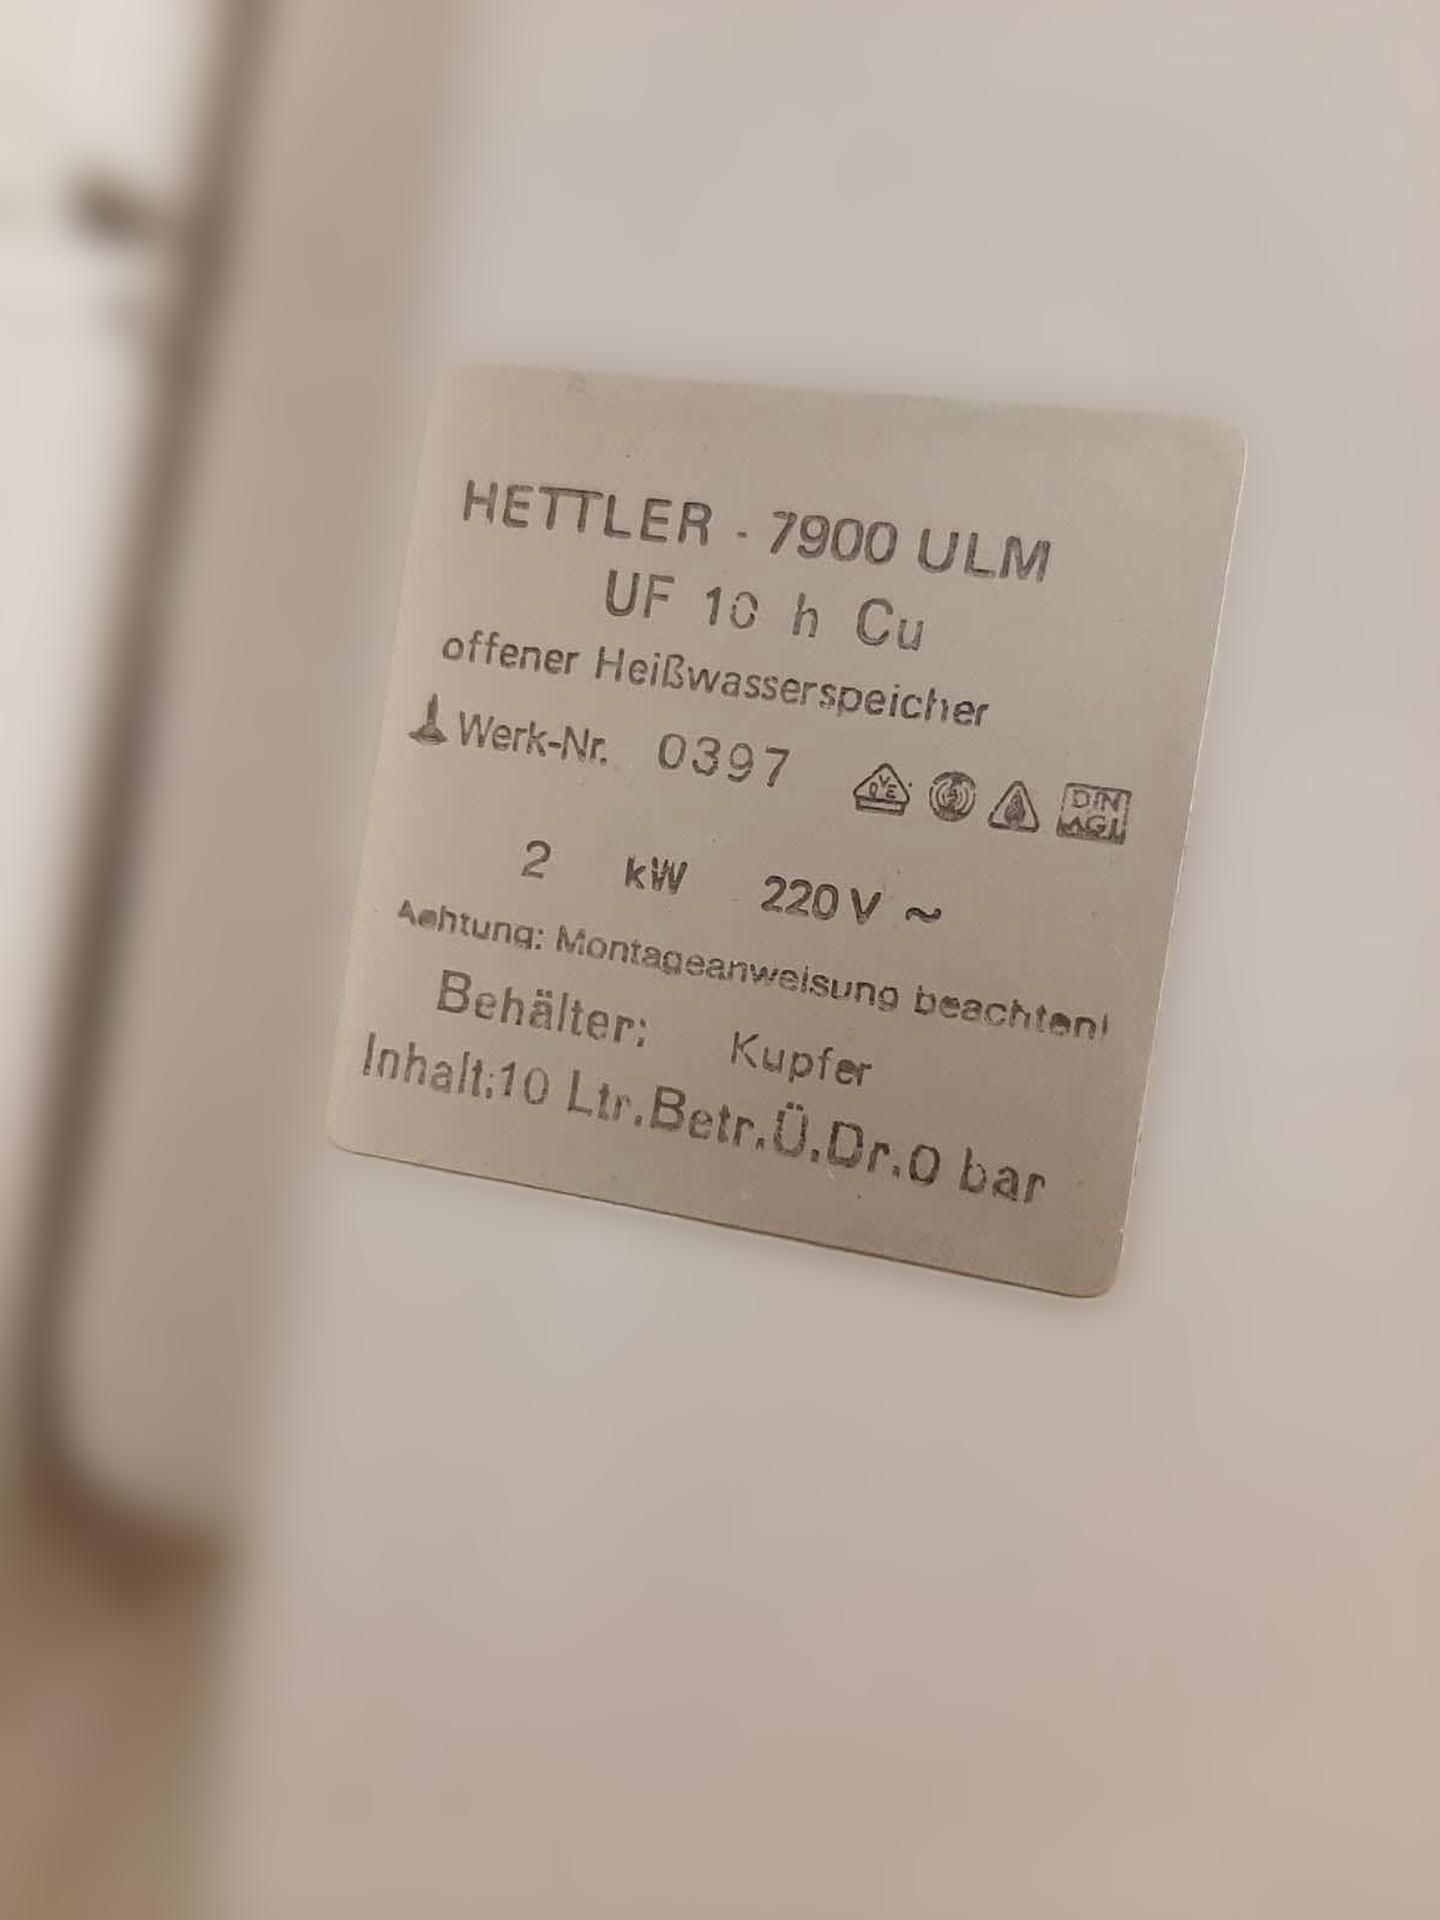 HETTLER - 7900 ULM
UF 10 h Cu
offener Heißwasserspeicher
Werk-Nr. 0397
VDE
DIN
2 kW 220 V ~
Achtung: Montageanweisung beachten!
Behälter: Kupfer
Inhalt:10 Ltr.Betr.Ü.Dr.0 bar